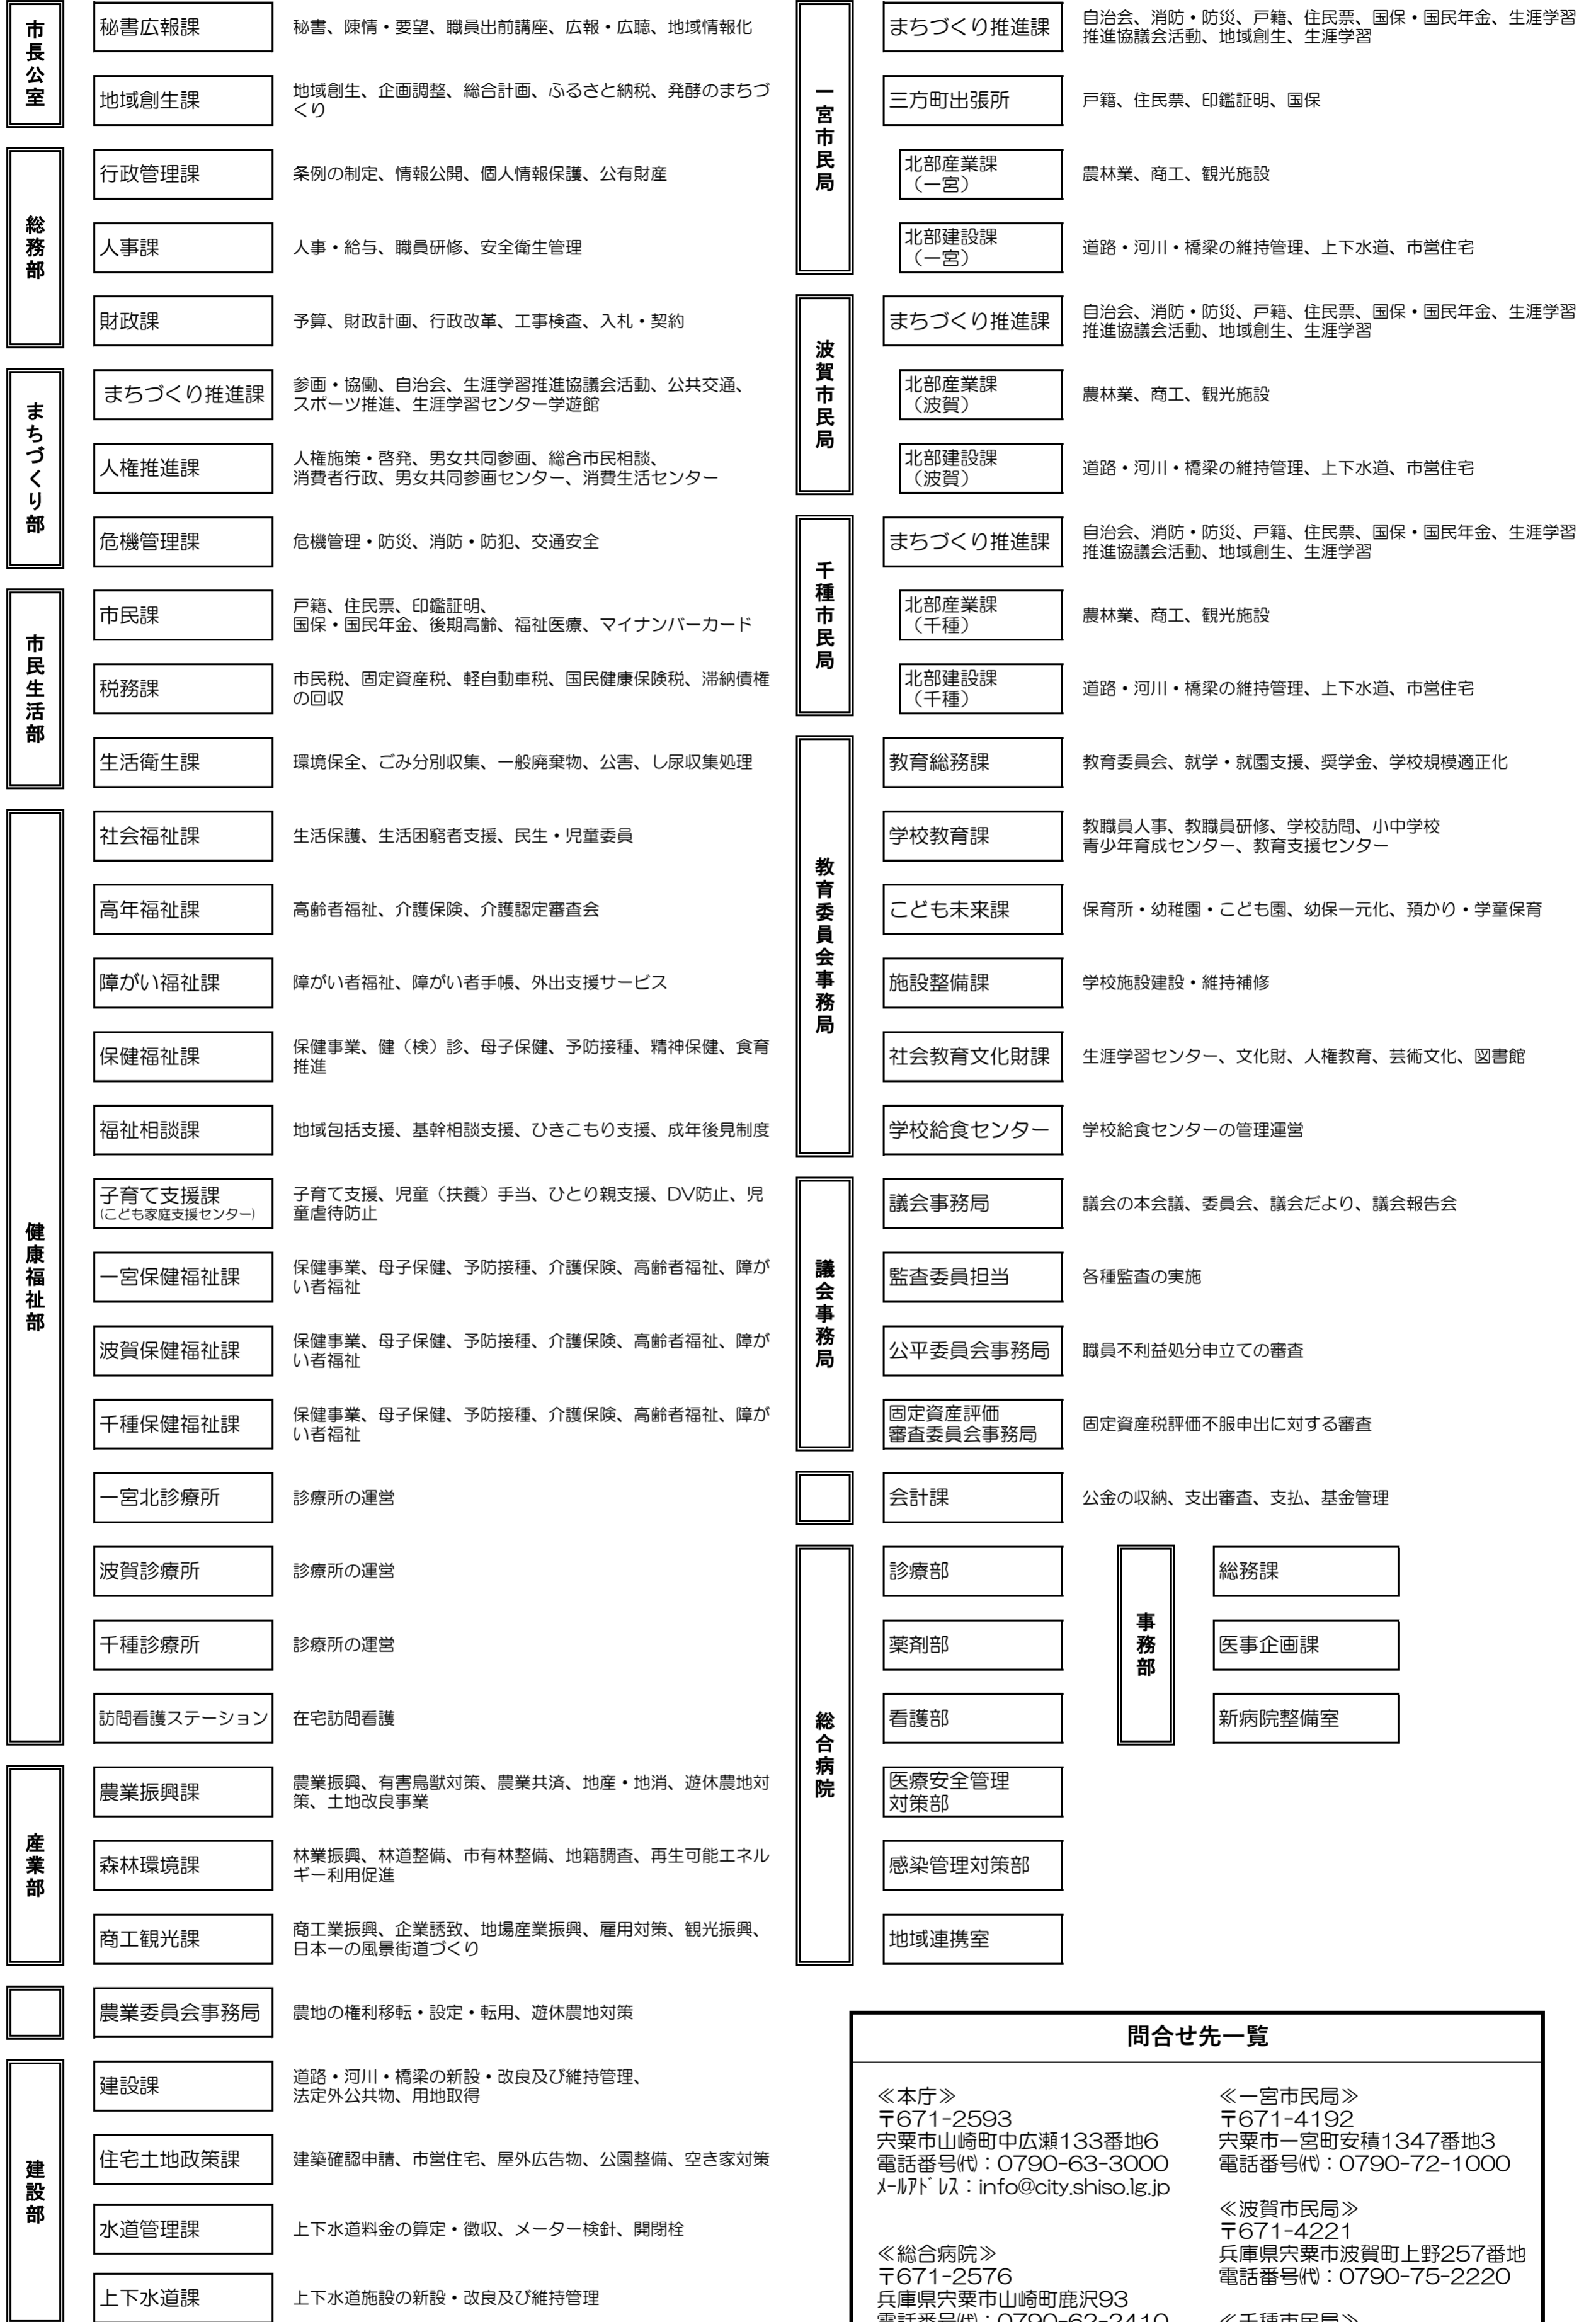 市長公室
秘書広報課
秘書、陳情・要望、職員出前講座、広報・広聴、地域情報化
地域創生課
地域創生、企画調整、総合計画、ふるさと納税、発酵のまちづ
くり
総務部
行政管理課
条例の制定、情報公開、個人情報保護、公有財産
人事課
人事・給与、職員研修、安全衛生管理
財政課
予算、財政計画、行政改革、工事検査、入札・契約
まちづくり部
まちづくり推進課
参画・協働、自治会、生涯学習推進協議会活動、公共交通、
スポーツ推進、生涯学習センター学遊館
人権推進課
人権施策・啓発、男女共同参画、総合市民相談、
消費者行政、男女共同参画センター、消費生活センター
危機管理課
危機管理・防災、消防・防犯、交通安全
市民生活部
市民課
戸籍、住民票、印鑑証明、
国保・国民年金、後期高齢、福祉医療、マイナンバーカード
税務課
市民税、固定資産税、軽自動車税、国民健康保険税、滞納債権
の回収
生活衛生課
環境保全、ごみ分別収集、一般廃棄物、公害、し尿収集処理
健康福祉部
社会福祉課
生活保護、生活困窮者支援、民生・児童委員
高年福祉課
高齢者福祉、介護保険、介護認定審査会
障がい福祉課
障がい者福祉、障がい者手帳、外出支援サービス
保健福祉課
保健事業、健（検）診、母子保健、予防接種、精神保健、食育
推進
福祉相談課
地域包括支援、基幹相談支援、ひきこもり支援、成年後見制度
子育て支援課
(こども家庭支援センター)
子育て支援、児童（扶養）手当、ひとり親支援、DV防止、児
童虐待防止
一宮保健福祉課
保健事業、母子保健、予防接種、介護保険、高齢者福祉、障が
い者福祉
波賀保健福祉課
保健事業、母子保健、予防接種、介護保険、高齢者福祉、障が
い者福祉
千種保健福祉課
保健事業、母子保健、予防接種、介護保険、高齢者福祉、障が
い者福祉
一宮北診療所
診療所の運営
波賀診療所
診療所の運営
千種診療所
診療所の運営
訪問看護ステーション
在宅訪問看護
産業部
農業振興課
農業振興、有害鳥獣対策、農業共済、地産・地消、遊休農地対
策、土地改良事業
森林環境課
林業振興、林道整備、市有林整備、地籍調査、再生可能エネル
ギー利用促進
商工観光課
商工業振興、企業誘致、地場産業振興、雇用対策、観光振興、
日本一の風景街道づくり
農業委員会事務局
農地の権利移転・設定・転用、遊休農地対策
建設部
建設課
道路・河川・橋梁の新設・改良及び維持管理、
法定外公共物、用地取得
住宅土地政策課
建築確認申請、市営住宅、屋外広告物、公園整備、空き家対策
水道管理課
上下水道料金の算定・徴収、メーター検針、開閉栓
上下水道課
上下水道施設の新設・改良及び維持管理
一宮市民局
まちづくり推進課
自治会、消防・防災、戸籍、住民票、国保・国民年金、生涯学習
推進協議会活動、地域創生、生涯学習
三方町出張所
戸籍、住民票、印鑑証明、国保
北部産業課
（一宮）
農林業、商工、観光施設
北部建設課
（一宮）
道路・河川・橋梁の維持管理、上下水道、市営住宅
波賀市民局
まちづくり推進課
自治会、消防・防災、戸籍、住民票、国保・国民年金、生涯学習
推進協議会活動、地域創生、生涯学習
北部産業課
（波賀）
農林業、商工、観光施設
北部建設課
（波賀）
道路・河川・橋梁の維持管理、上下水道、市営住宅
千種市民局
まちづくり推進課
自治会、消防・防災、戸籍、住民票、国保・国民年金、生涯学習
推進協議会活動、地域創生、生涯学習
北部産業課
（千種）
農林業、商工、観光施設
北部建設課
（千種）
道路・河川・橋梁の維持管理、上下水道、市営住宅
教育委員会事務局
教育総務課
教育委員会、就学・就園支援、奨学金、学校規模適正化
学校教育課
教職員人事、教職員研修、学校訪問、小中学校
青少年育成センター、教育支援センター
こども未来課
保育所・幼稚園・こども園、幼保一元化、預かり・学童保育
施設整備課
学校施設建設・維持補修
社会教育文化財課
生涯学習センター、文化財、人権教育、芸術文化、図書館
学校給食センター
学校給食センターの管理運営
議会事務局
議会事務局
議会の本会議、委員会、議会だより、議会報告会
監査委員担当
各種監査の実施
公平委員会事務局
職員不利益処分申立ての審査
固定資産評価
審査委員会事務局
固定資産税評価不服申出に対する審査
会計課
公金の収納、支出審査、支払、基金管理
総合病院
診療部
薬剤部
看護部
医療安全管理
対策部
感染管理対策部
地域連携室
事務部
総務課
医事企画課
新病院整備室
問合せ先一覧
≪本庁≫
〒671-2593
宍粟市山崎町中広瀬133番地6
電話番号㈹：0790-63-3000
ﾒｰﾙｱﾄﾞﾚｽ：info@city.shiso.lg.jp
≪総合病院≫
〒671-2576
兵庫県宍粟市山崎町鹿沢93
電話番号㈹：0790-62-2410
≪一宮市民局≫
〒671-4192
宍粟市一宮町安積1347番地3
電話番号㈹：0790-72-1000
≪波賀市民局≫
〒671-4221
兵庫県宍粟市波賀町上野257番地
電話番号㈹：0790-75-2220
≪千種市民局≫